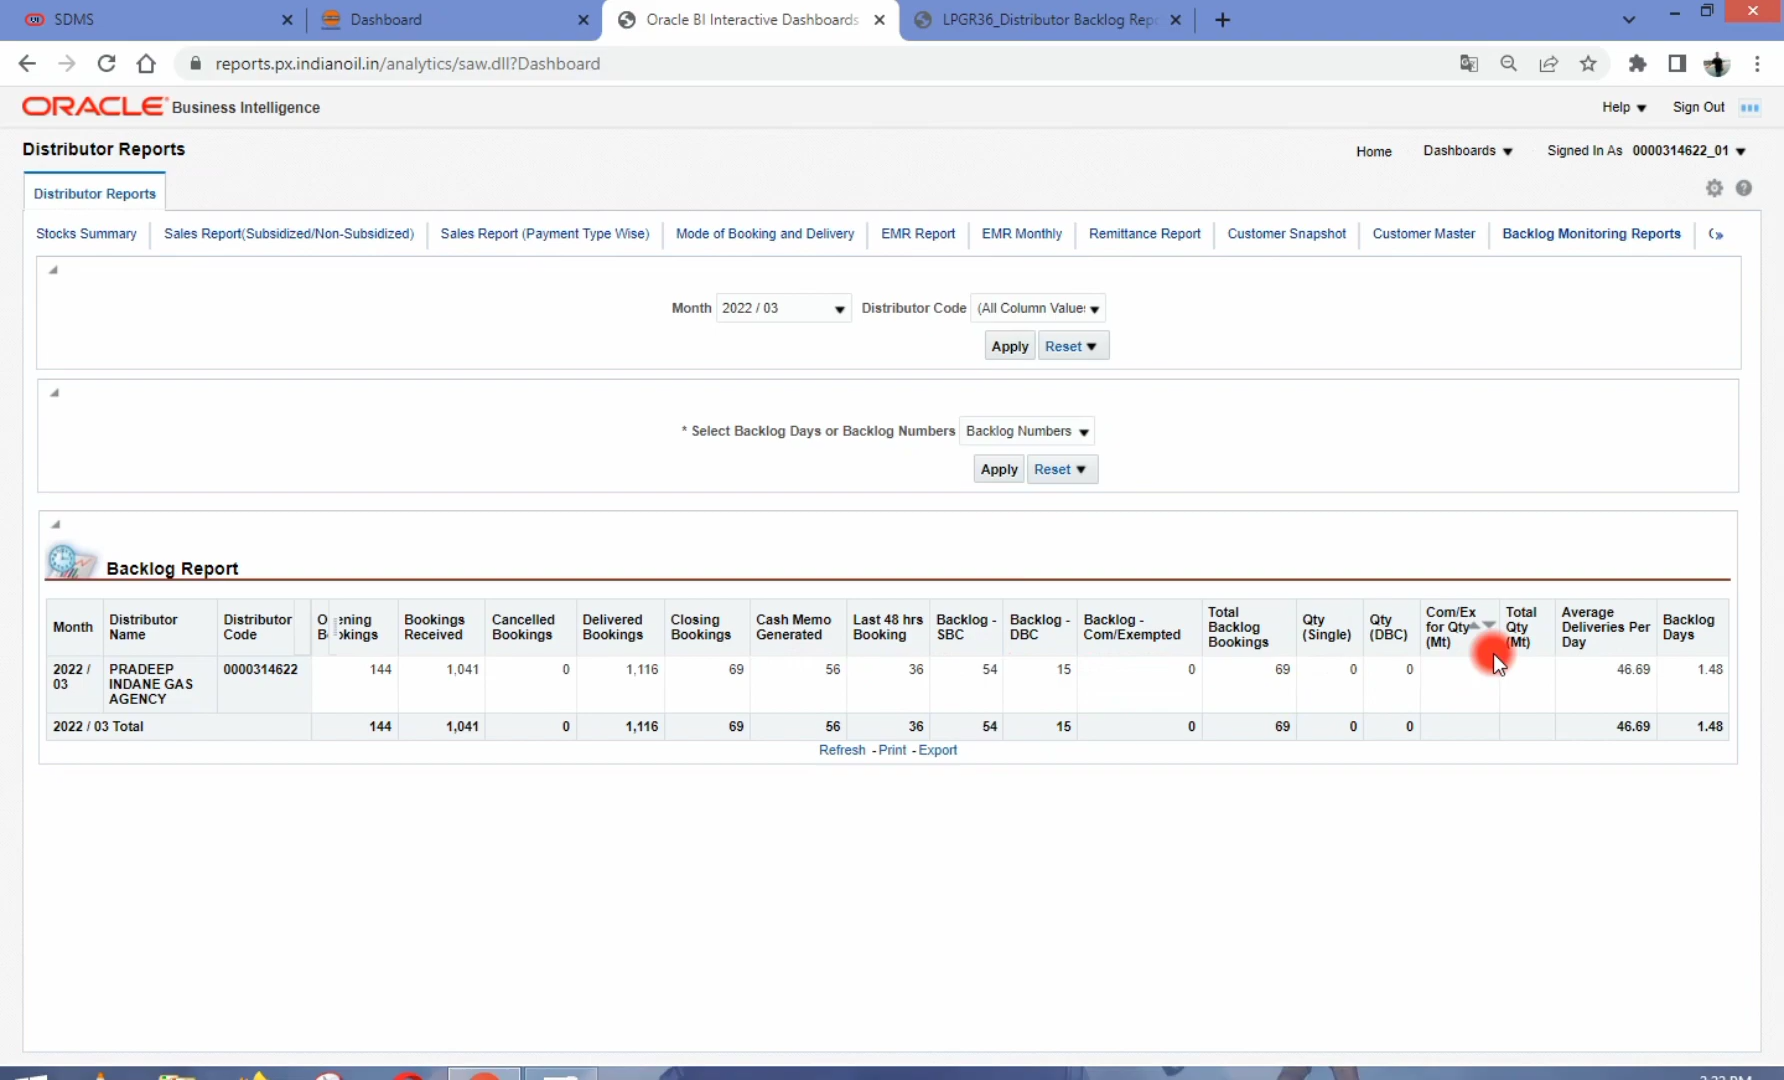 SDMS
Dashboard
Oracle BI Interactive Dashboards
LPGR36_Distributor Backlog Repo
reports.px.indianoil.in/analytics/saw.dll?Dashboard
ORACLE Business Intelligence
Help
Sign Out
Distributor Reports
Home
Dashboards
Signed In As 0000314622_01
Distributor Reports
Stocks Summary
Sales Report(Subsidized/Non-Subsidized)
Sales Report (Payment Type Wise)
Mode of Booking and Delivery
EMR Report
EMR Monthly
Remittance Report
Customer Snapshot
Customer Master
Backlog Monitoring Reports
Month 2022 / 03 Distributor Code (All Column Values
Apply Reset
* Select Backlog Days or Backlog Numbers Backlog Numbers
Apply Reset
Backlog Report
Month
Distributor Name
Distributor Code
Bookings
Bookings Received
Cancelled Bookings
Delivered Bookings
Closing Bookings
Cash Memo Generated
Last 48 hrs Booking
Backlog - SBC
Backlog - DBC
Backlog - Com/Exempted
Total Backlog Bookings
Qty (Single)
Qty (DBC)
Com/Ex for Qty (Mt)
Total Qty (Mt)
Average Deliveries Per Day
Backlog Days
2022 / 03 PRADEEP INDANE GAS AGENCY 0000314622 144 1,041 0 1,116 69 56 36 54 15 0 69 0 0 46.69 1.48
2022 / 03 Total 144 1,041 0 1,116 69 56 36 54 15 0 69 0 0 46.69 1.48
Refresh - Print - Export